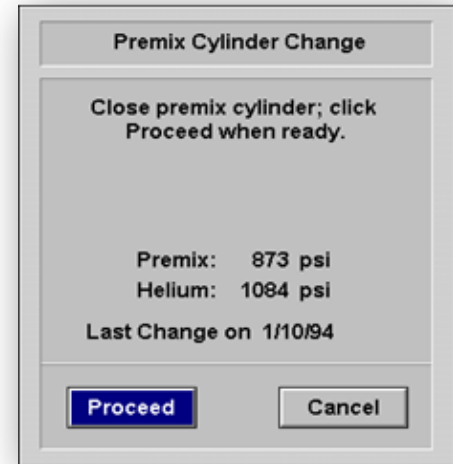 Premix Cylinder Change
Close premix cylinder; click
Proceed when ready.
Premix: 873 psi
Helium: 1084 psi
Last Change on 1/10/94
Proceed Cancel